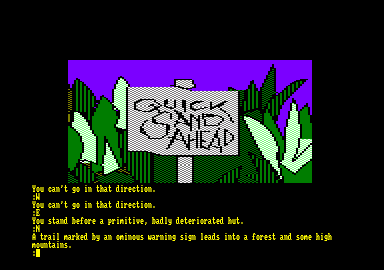 QUICK
SAND
AHEAD
You can't go in that direction.
:W
You can't go in that direction.
:E
You stand before a primitive, badly deteriorated hut.
:N
A trail marked by an ominous warning sign leads into a forest and some high
mountains.
: